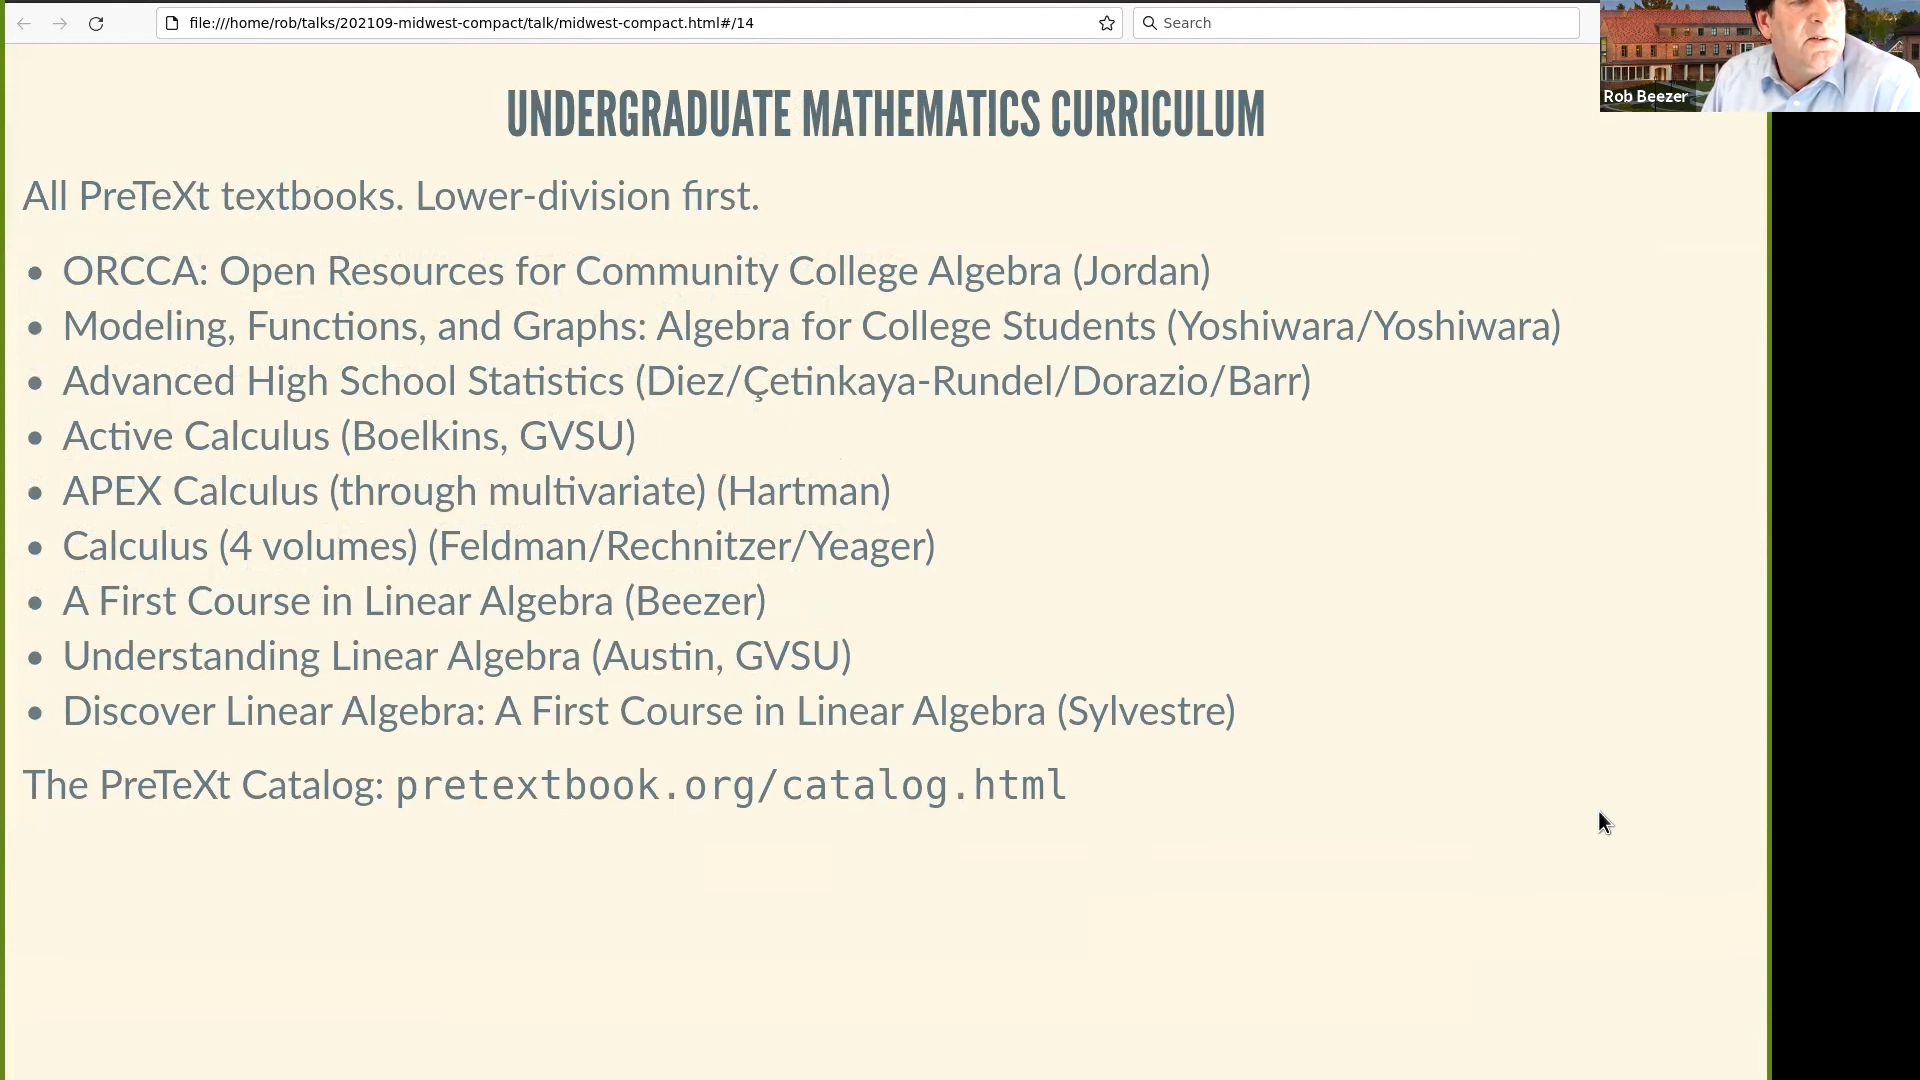 file:///home/rob/talks/202109-midwest-compact/talk/midwest-compact.html#/14
Search
Rob Beezer
UNDERGRADUATE MATHEMATICS CURRICULUM
All PreTeXt textbooks. Lower-division first.
• ORCCA: Open Resources for Community College Algebra (Jordan)
• Modeling, Functions, and Graphs: Algebra for College Students (Yoshiwara/Yoshiwara)
• Advanced High School Statistics (Diez/Çetinkaya-Rundel/Dorazio/Barr)
• Active Calculus (Boelkins, GVSU)
• APEX Calculus (through multivariate) (Hartman)
• Calculus (4 volumes) (Feldman/Rechnitzer/Yeager)
• A First Course in Linear Algebra (Beezer)
• Understanding Linear Algebra (Austin, GVSU)
• Discover Linear Algebra: A First Course in Linear Algebra (Sylvestre)
The PreTeXt Catalog: pretextbook.org/catalog.html